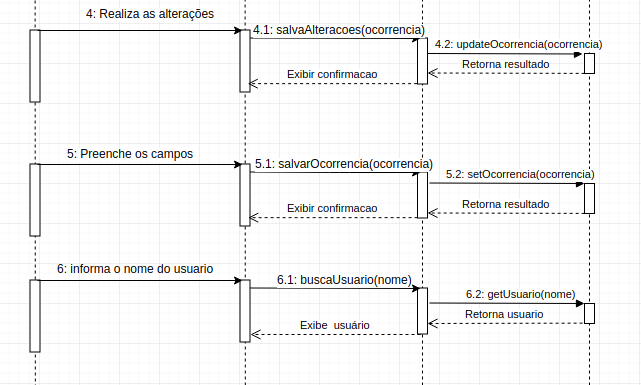 4: Realiza as alterações
4.1: salvaAlteracoes(ocorrencia)
4.2: updateOcorrencia(ocorrencia)
Retorna resultado
Exibir confirmacao
5: Preenche os campos
5.1: salvarOcorrencia(ocorrencia)
5.2: setOcorrencia(ocorrencia)
Retorna resultado
Exibir confirmacao
6: informa o nome do usuario
6.1: buscaUsuario(nome)
6.2: getUsuario(nome)
Retorna usuario
Exibe usuário